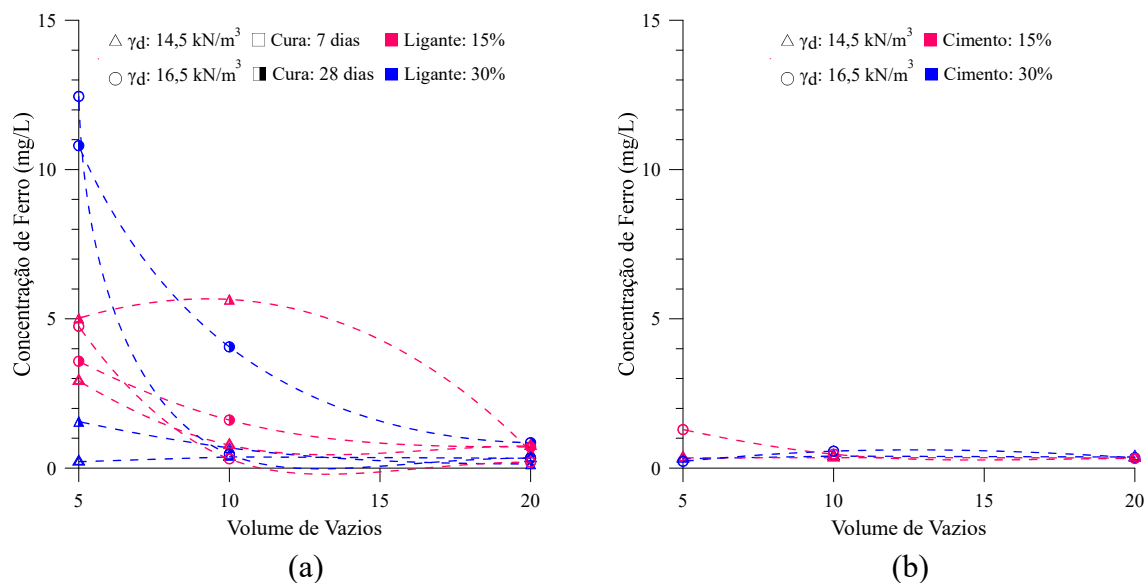 15
△ γd: 14,5 kN/m³ □ Cura: 7 dias ■ Ligante: 15%
○ γd: 16,5 kN/m³ ◨ Cura: 28 dias ■ Ligante: 30%
10
5
0
Concentração de Ferro (mg/L)
5 10 15 20
Volume de Vazios
(a)
15
△ γd: 14,5 kN/m³ ■ Cimento: 15%
○ γd: 16,5 kN/m³ ■ Cimento: 30%
10
5
0
Concentração de Ferro (mg/L)
5 10 15 20
Volume de Vazios
(b)